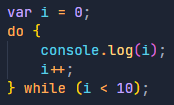 var i = 0;
do {
    console.log(i);
    i++;
} while (i < 10);